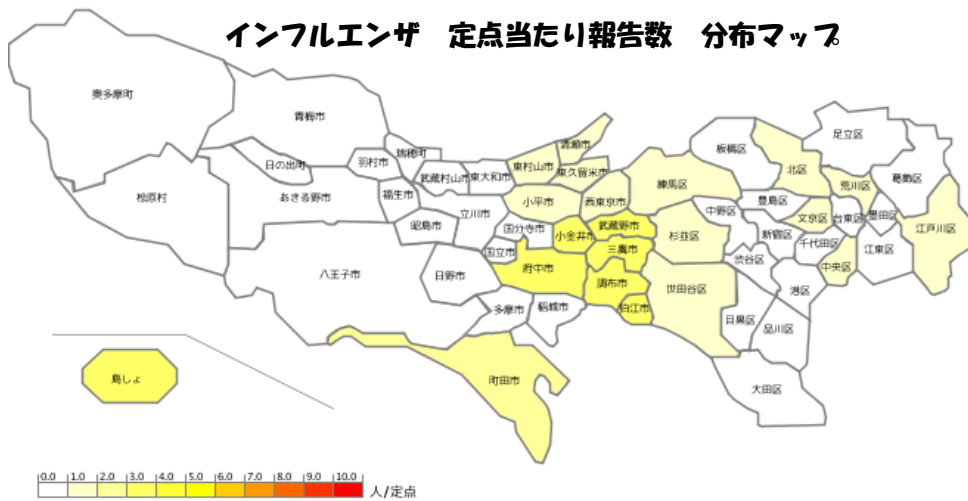 インフルエンザ 定点当たり報告数 分布マップ
奥多摩町
青梅市
足立区
板橋区
清瀬市
瑞穂町
羽村市
日の出町
東村山市
東久留米市
北区
武蔵村山市
東大和市
葛飾区
練馬区
荒川区
檜原村
あきる野市
福生市
小平市
西東京市
豊島区
中野区
文京区
台東区
墨田区
立川市
昭島市
国分寺市
武蔵野市
小金井市
杉並区
新宿区
江戸川区
千代田区
三鷹市
江東区
国立市
渋谷区
府中市
中央区
八王子市
日野市
調布市
世田谷区
港区
多摩市
稲城市
狛江市
目黒区
品川区
島しょ
町田市
大田区
0.0 1.0 2.0 3.0 4.0 5.0 6.0 7.0 8.0 9.0 10.0
人/定点